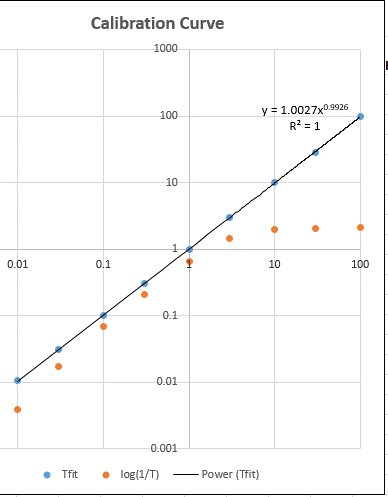 Calibration Curve
1000
y = 1.0027x^0.9926
R² = 1
100
10
1
0.01 0.1 1 10 100
0.1
0.01
0.001
Tfit log(1/T) Power (Tfit)